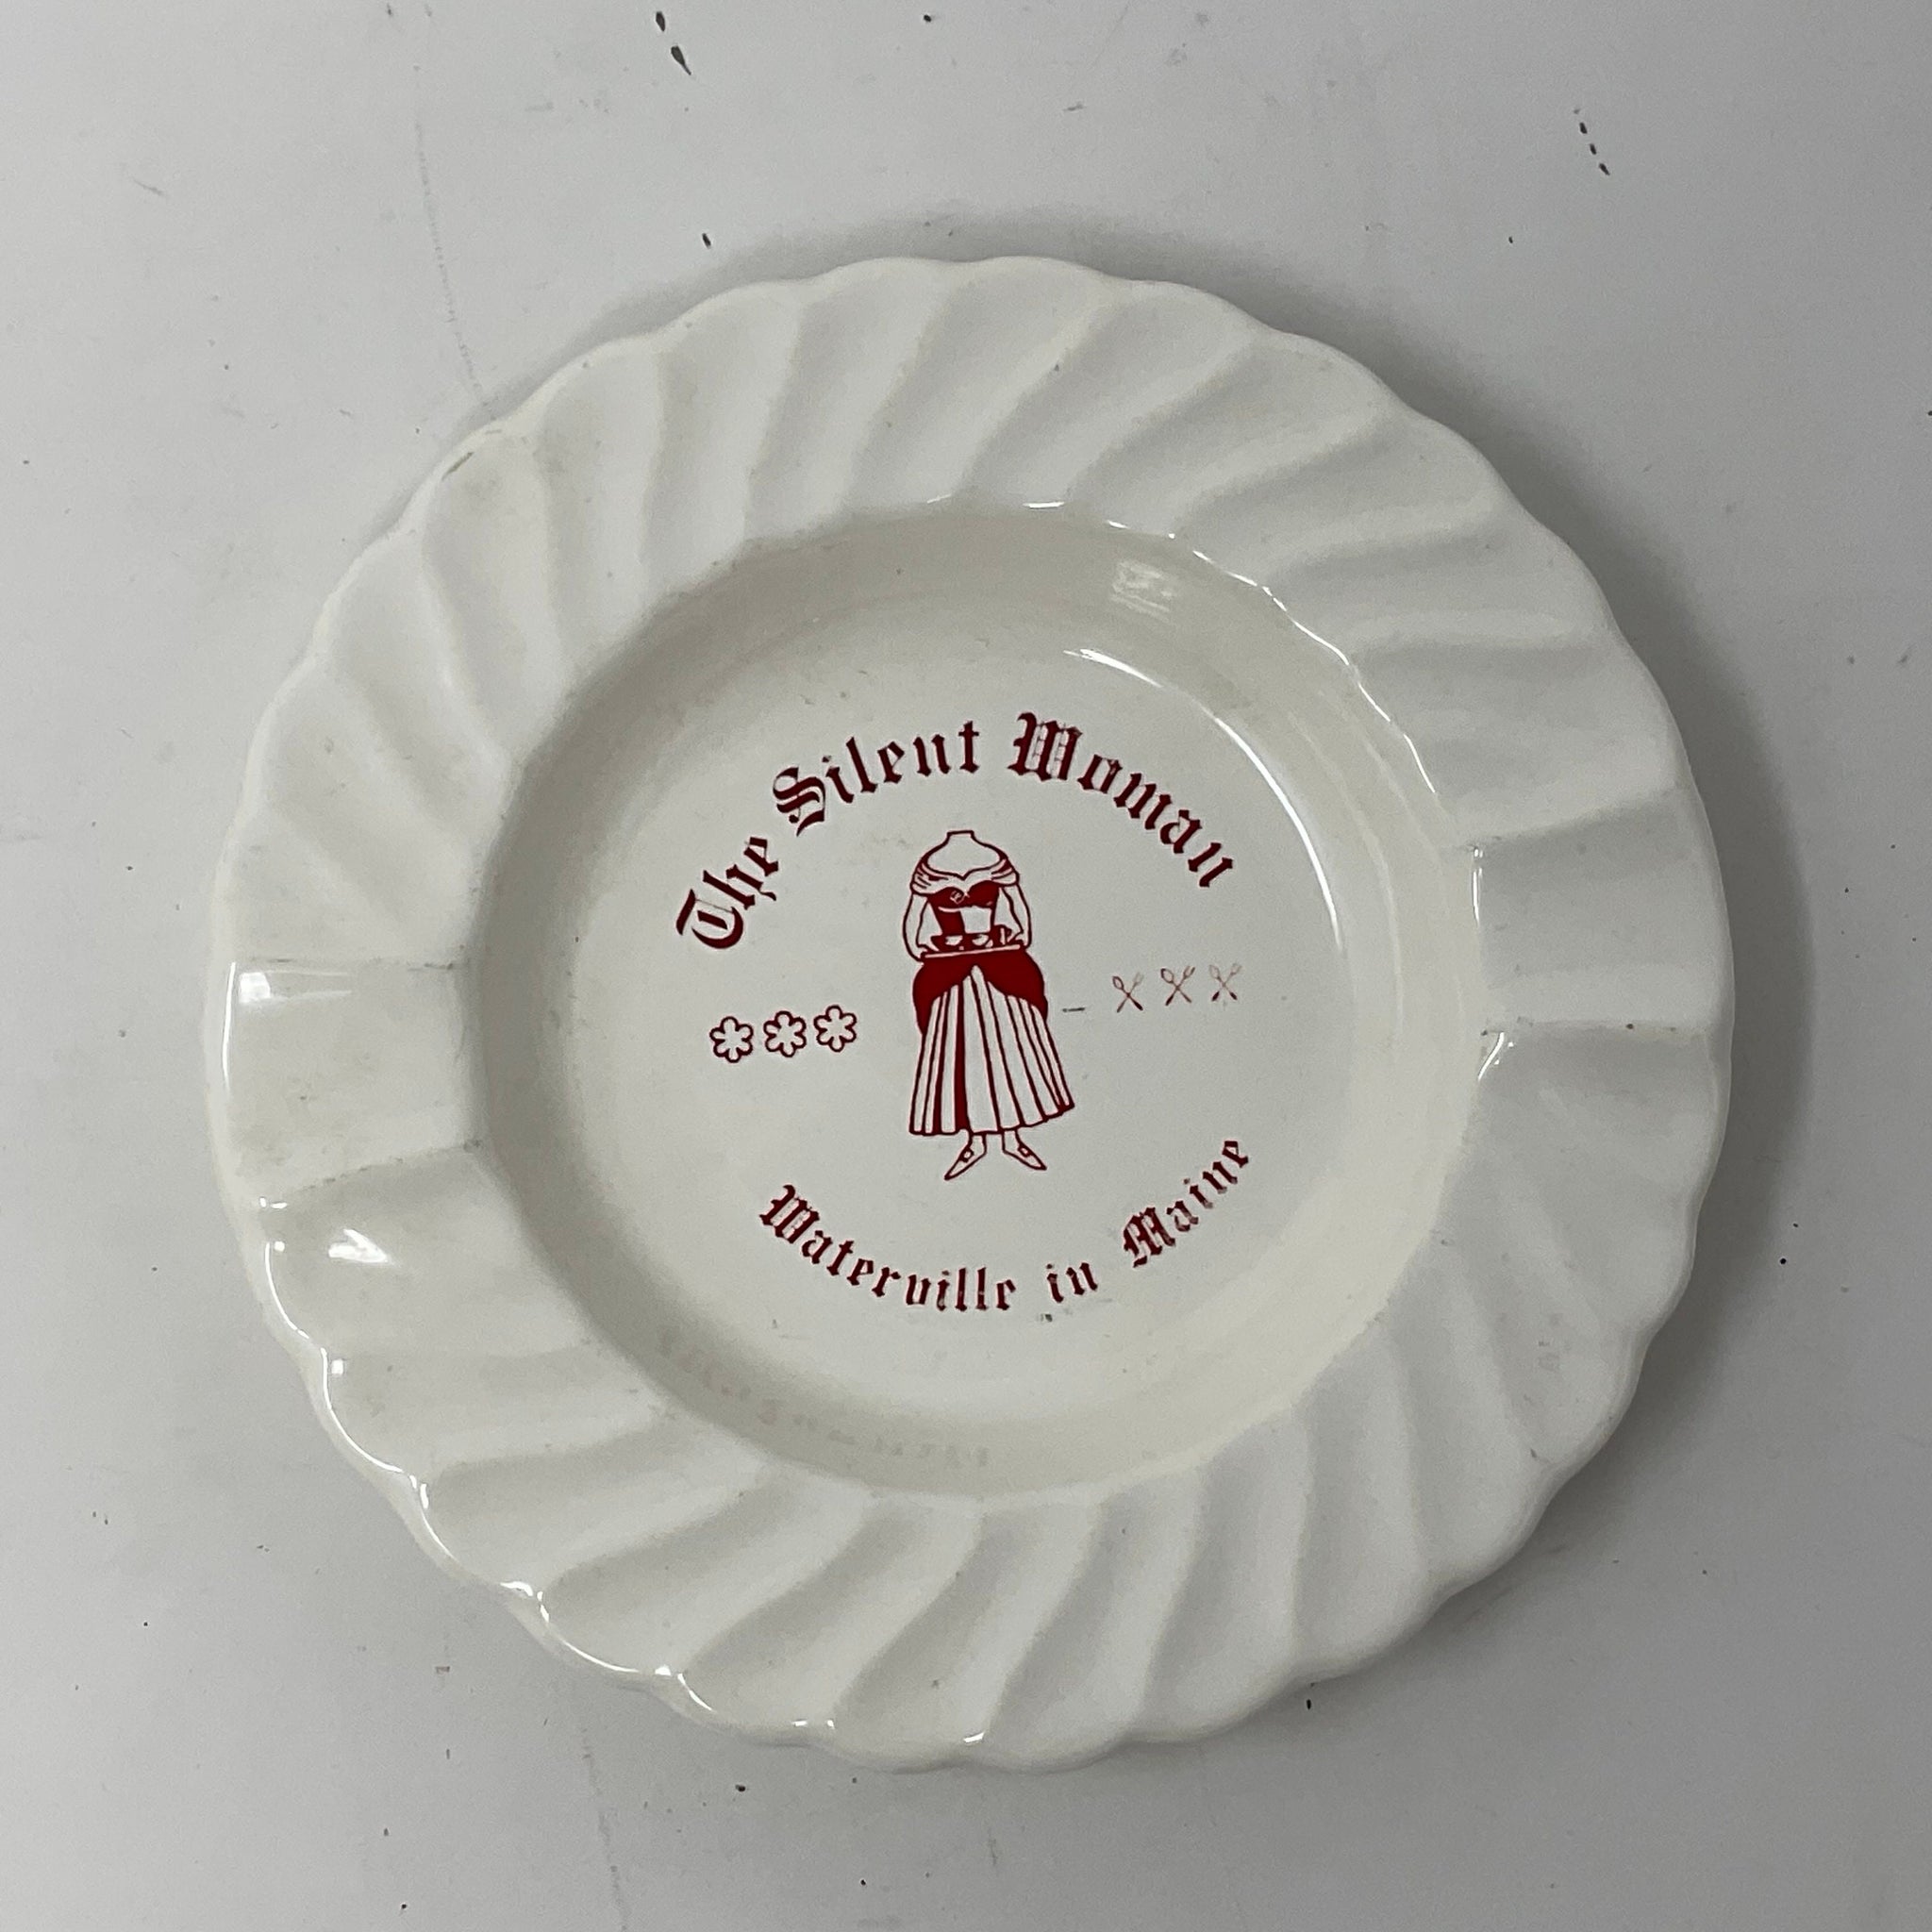 The Silent Woman
Waterville in Maine